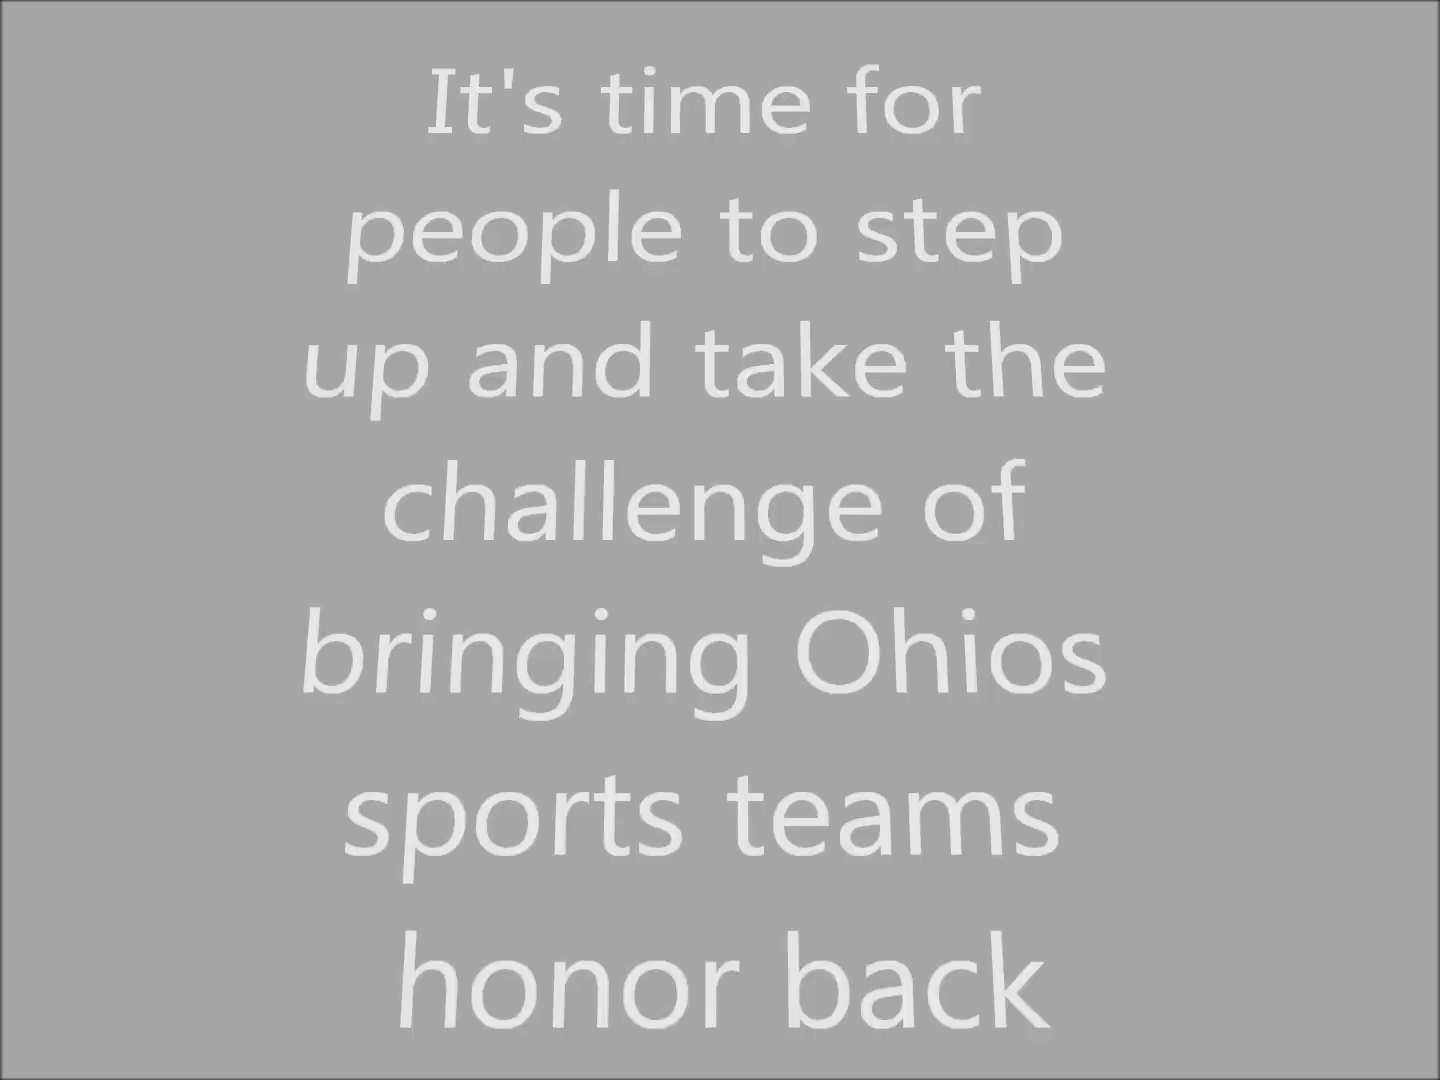 It's time for
people to step
up and take the
challenge of
bringing Ohios
sports teams
honor back